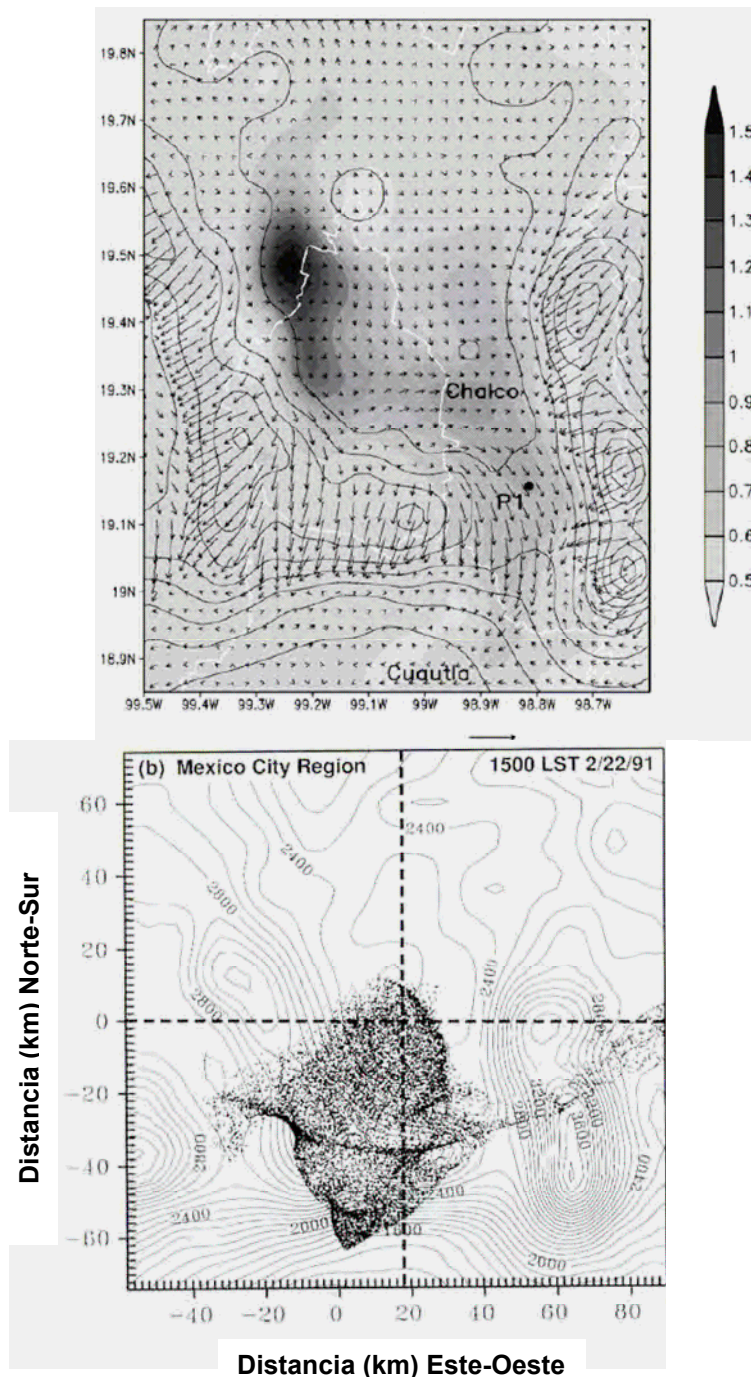 19.8N
19.7N
19.6N
19.5N
19.4N
19.3N
19.2N
19.1N
19N
18.9N
99.5W 99.4W 99.3W 99.2W 99.1W 99W 98.9W 98.8W 98.7W
Chalco
P1
Cuautla
1.5
1.4
1.3
1.2
1.1
1
0.9
0.8
0.7
0.6
0.5
(b) Mexico City Region 1500 LST 2/22/91
Distancia (km) Norte-Sur
60
40
20
0
−20
−40
−60
2400
2400
2800
2800
2400
2800
2400
2000
2400
2400
3600
2000
−40 −20 0 20 40 60 80
Distancia (km) Este-Oeste